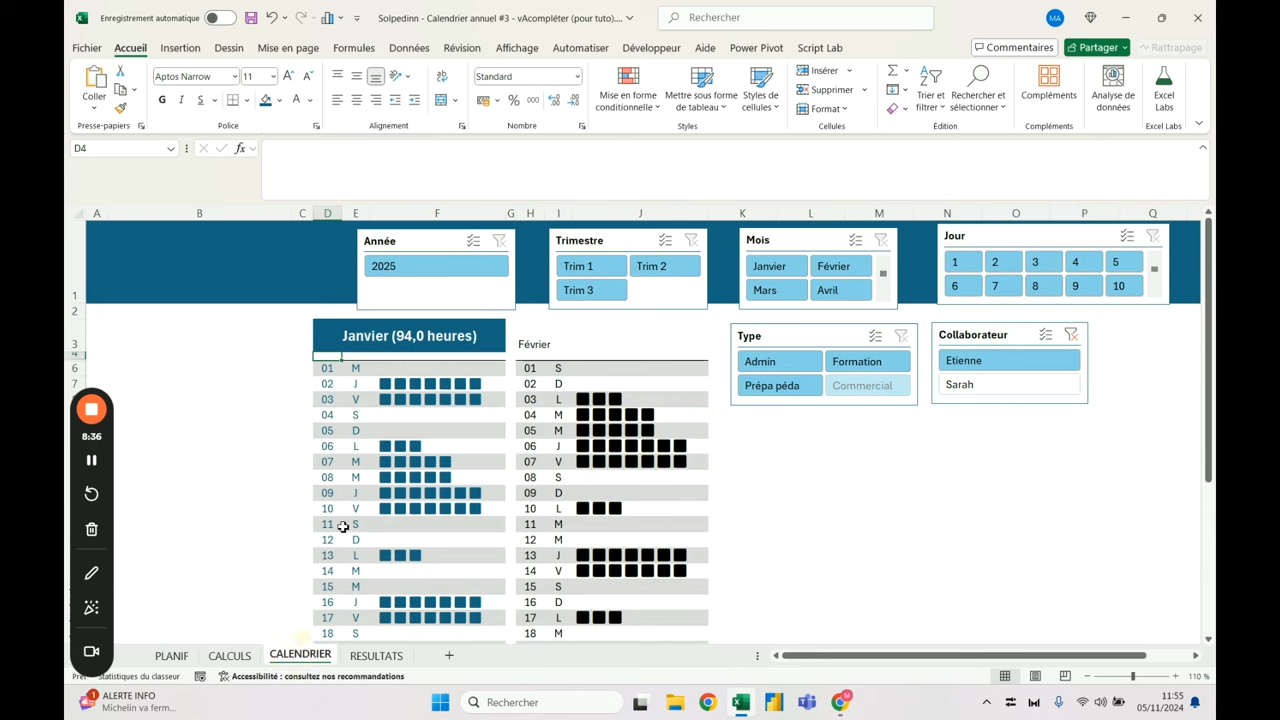 Enregistrement automatique
Solpedinn - Calendrier annuel #3 - vAcompléter (pour tuto)....
Rechercher
MA
Fichier Accueil Insertion Dessin Mise en page Formules Données Révision Affichage Automatiser Développeur Aide Power Pivot Script Lab
Commentaires Partager Rattrapage
Coller
Presse-papiers
Aptos Narrow 11
G I S
Police
Alignement
Standard
% 000
Nombre
Mise en forme conditionnelle
Mettre sous forme de tableau
Styles de cellules
Styles
Insérer
Supprimer
Format
Cellules
Trier et filtrer
Rechercher et sélectionner
Édition
Compléments
Compléments
Analyse de données
Excel Labs
Excel Labs
D4 fx
A B C D E F G H I J K L M N O P Q
1
2
3
4
6
7
Année
2025
Trimestre
Trim 1 Trim 2
Trim 3
Mois
Janvier Février
Mars Avril
Jour
1 2 3 4 5
6 7 8 9 10
Janvier (94,0 heures)
Février
Type
Admin Formation
Prépa péda Commercial
Collaborateur
Etienne
Sarah
01 M 01 S
02 J 02 D
03 V 03 L
04 S 04 M
05 D 05 M
06 L 06 J
07 M 07 V
08 M 08 S
09 J 09 D
10 V 10 L
11 S 11 M
12 D 12 M
13 L 13 J
14 M 14 V
15 M 15 S
16 J 16 D
17 V 17 L
18 S 18 M
8:36
PLANIF CALCULS CALENDRIER RESULTATS
Statistiques du classeur
Accessibilité : consultez nos recommandations
110 %
1
ALERTE INFO
Michelin va ferm...
Rechercher
11:55
05/11/2024